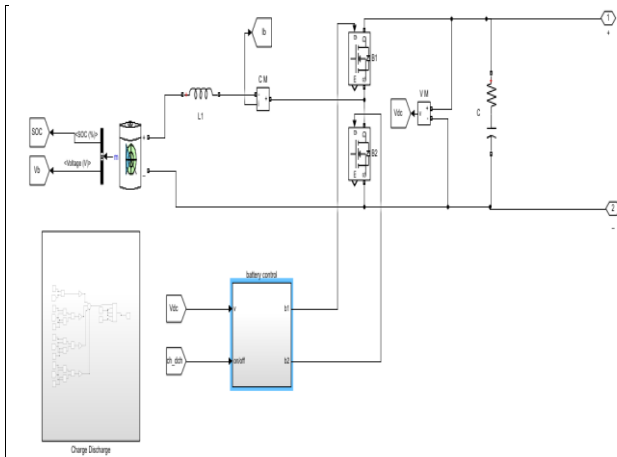 1
+
Ib
g
C
B1
E
C M
+
i
L1
V M
+
v
-
Vdc
C
SOC
<SOC (%)>
<Voltage (V)>
Vb
m
+
_
g
C
B2
E
2
_
battery control
Vdc
v
b1
ch_dch
on/off
b2
Charge Discharge